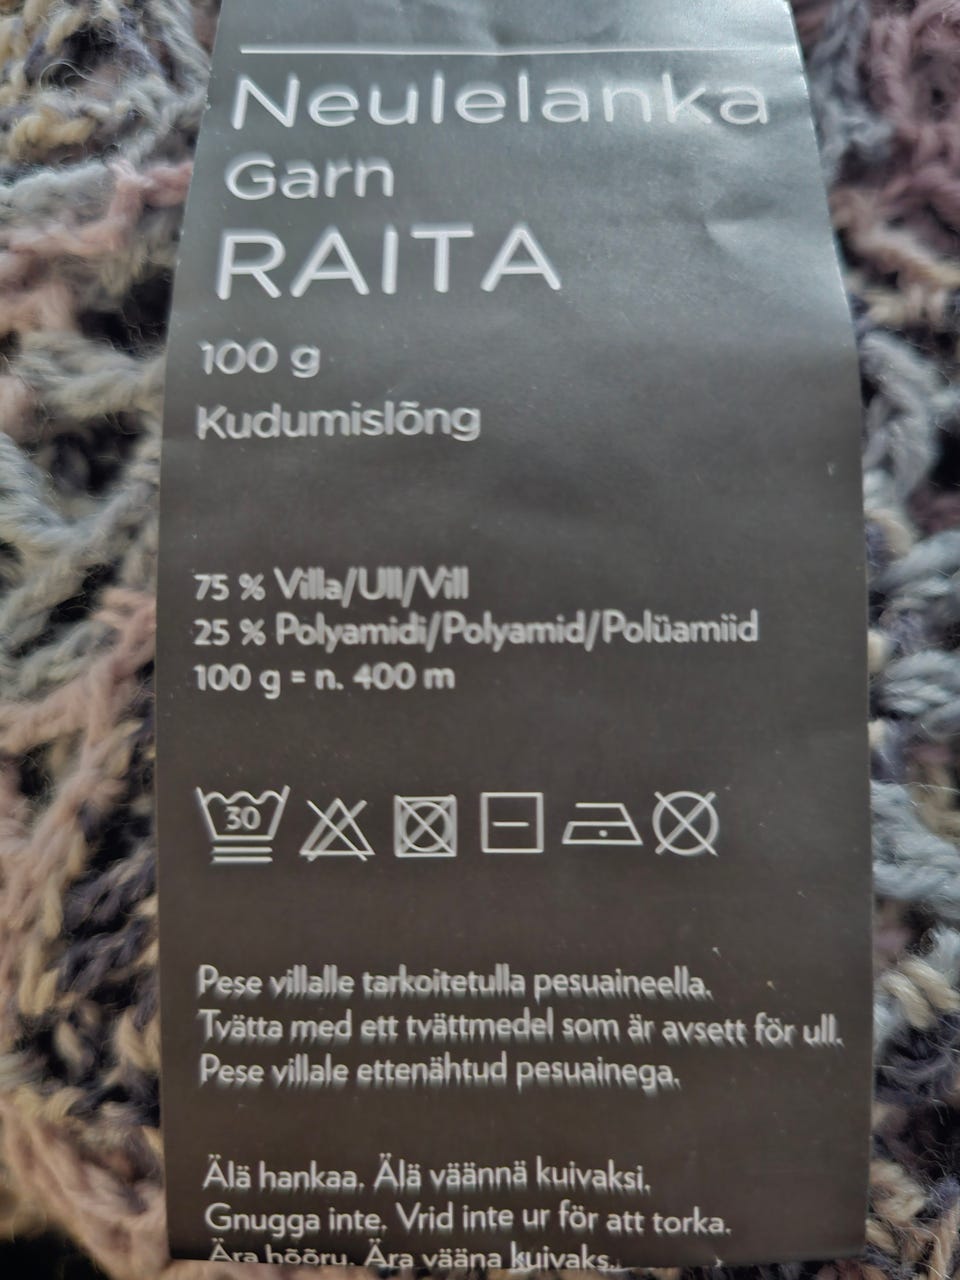 Neulelanka
Garn
RAITA
100 g
Kudumislõng
75 % Villa/Ull/Vill
25 % Polyamidi/Polyamid/Polüamiid
100 g = n. 400 m
30
Pese villalle tarkoitetulla pesuaineella.
Tvätta med ett tvättmedel som är avsett för ull.
Pese villale ettenähtud pesuainega.
Älä hankaa. Älä väännä kuivaksi.
Gnugga inte. Vrid inte ur för att torka.
Ära hõõru. Ära vääna kuivaks.